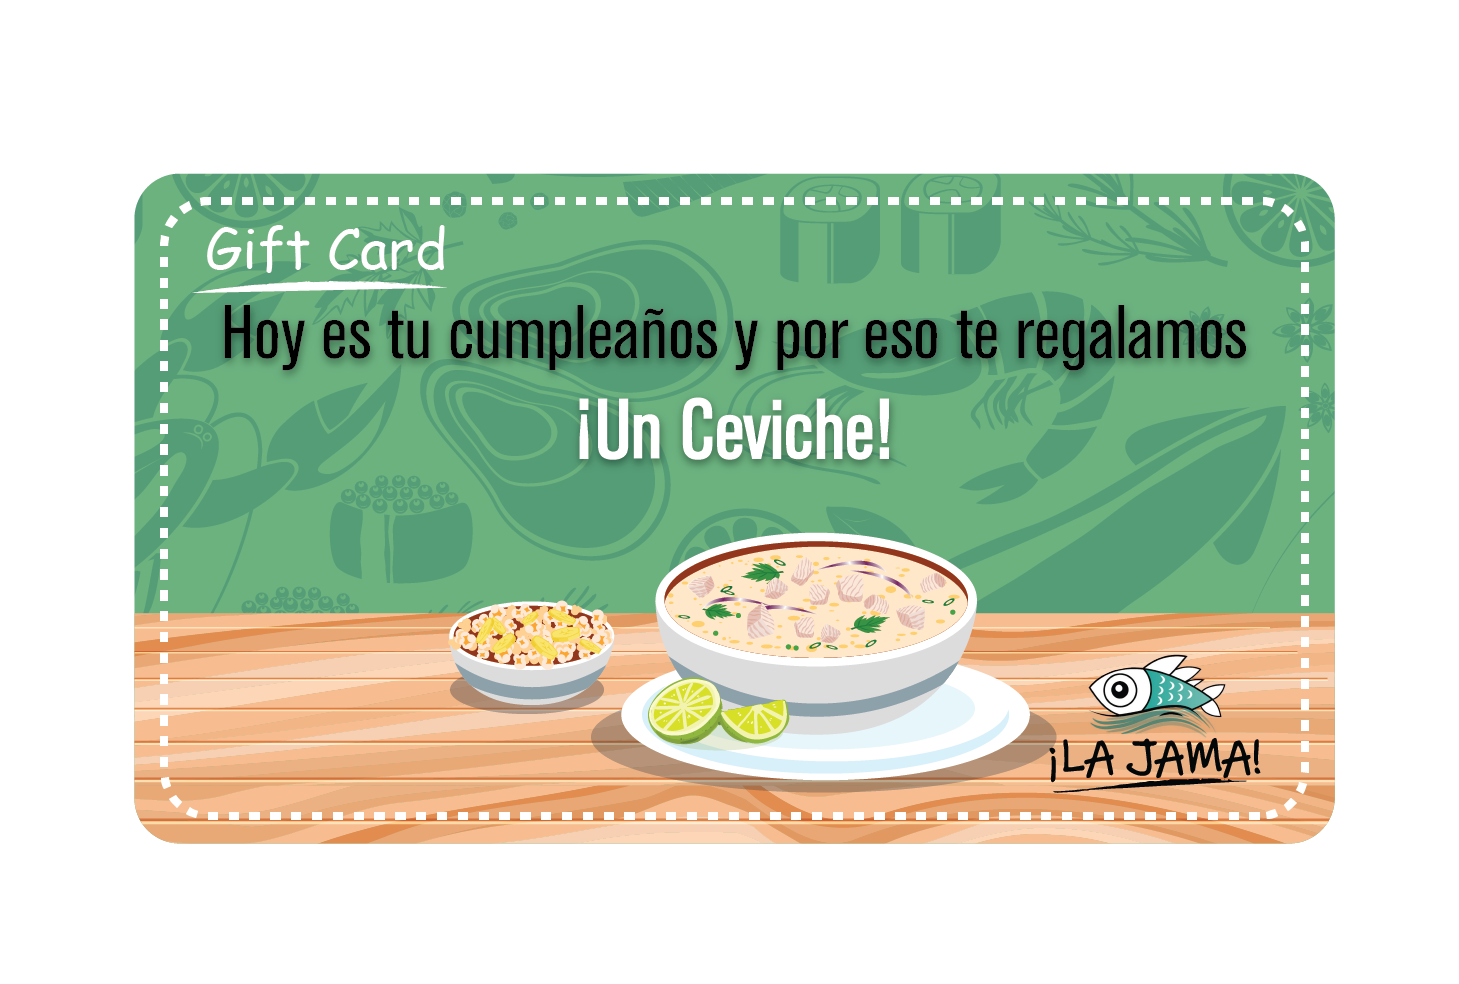 Gift Card
Hoy es tu cumpleaños y por eso te regalamos
¡Un Ceviche!
¡LA JAMA!